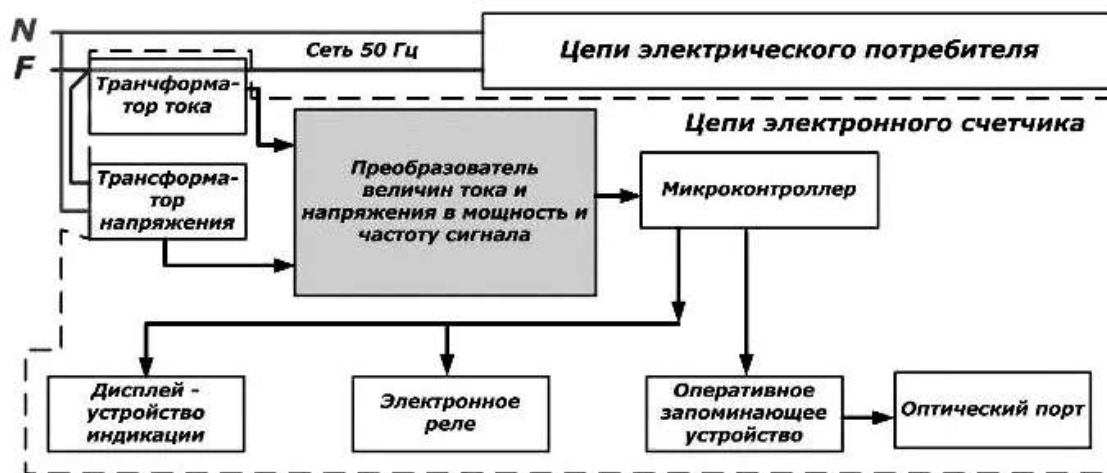 N
F
Сеть 50 Гц
Цепи электрического потребителя
Транчформа-
тор тока
Цепи электронного счетчика
Преобразователь
величин тока и
напряжения в мощность и
частоту сигнала
Микроконтроллер
Трансформа-
тор
напряжения
Дисплей -
устройство
индикации
Электронное
реле
Оперативное
запоминающее
устройство
Оптический порт